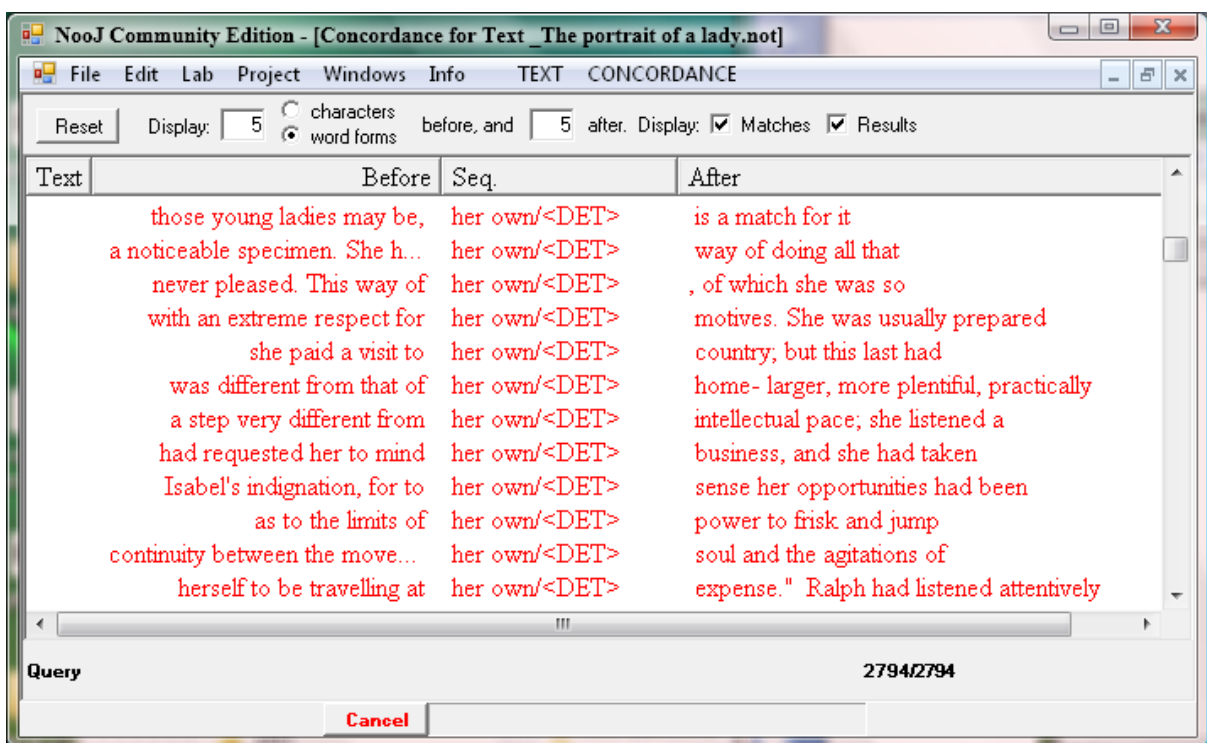 NooJ Community Edition - [Concordance for Text _The portrait of a lady.not]
File Edit Lab Project Windows Info TEXT CONCORDANCE
Reset Display: 5 characters word forms before, and 5 after. Display: Matches Results
Text Before Seq. After
those young ladies may be, her own/<DET> is a match for it
a noticeable specimen. She h... her own/<DET> way of doing all that
never pleased. This way of her own/<DET> , of which she was so
with an extreme respect for her own/<DET> motives. She was usually prepared
she paid a visit to her own/<DET> country; but this last had
was different from that of her own/<DET> home- larger, more plentiful, practically
a step very different from her own/<DET> intellectual pace; she listened a
had requested her to mind her own/<DET> business, and she had taken
Isabel's indignation, for to her own/<DET> sense her opportunities had been
as to the limits of her own/<DET> power to frisk and jump
continuity between the move... her own/<DET> soul and the agitations of
herself to be travelling at her own/<DET> expense." Ralph had listened attentively
Query 2794/2794
Cancel